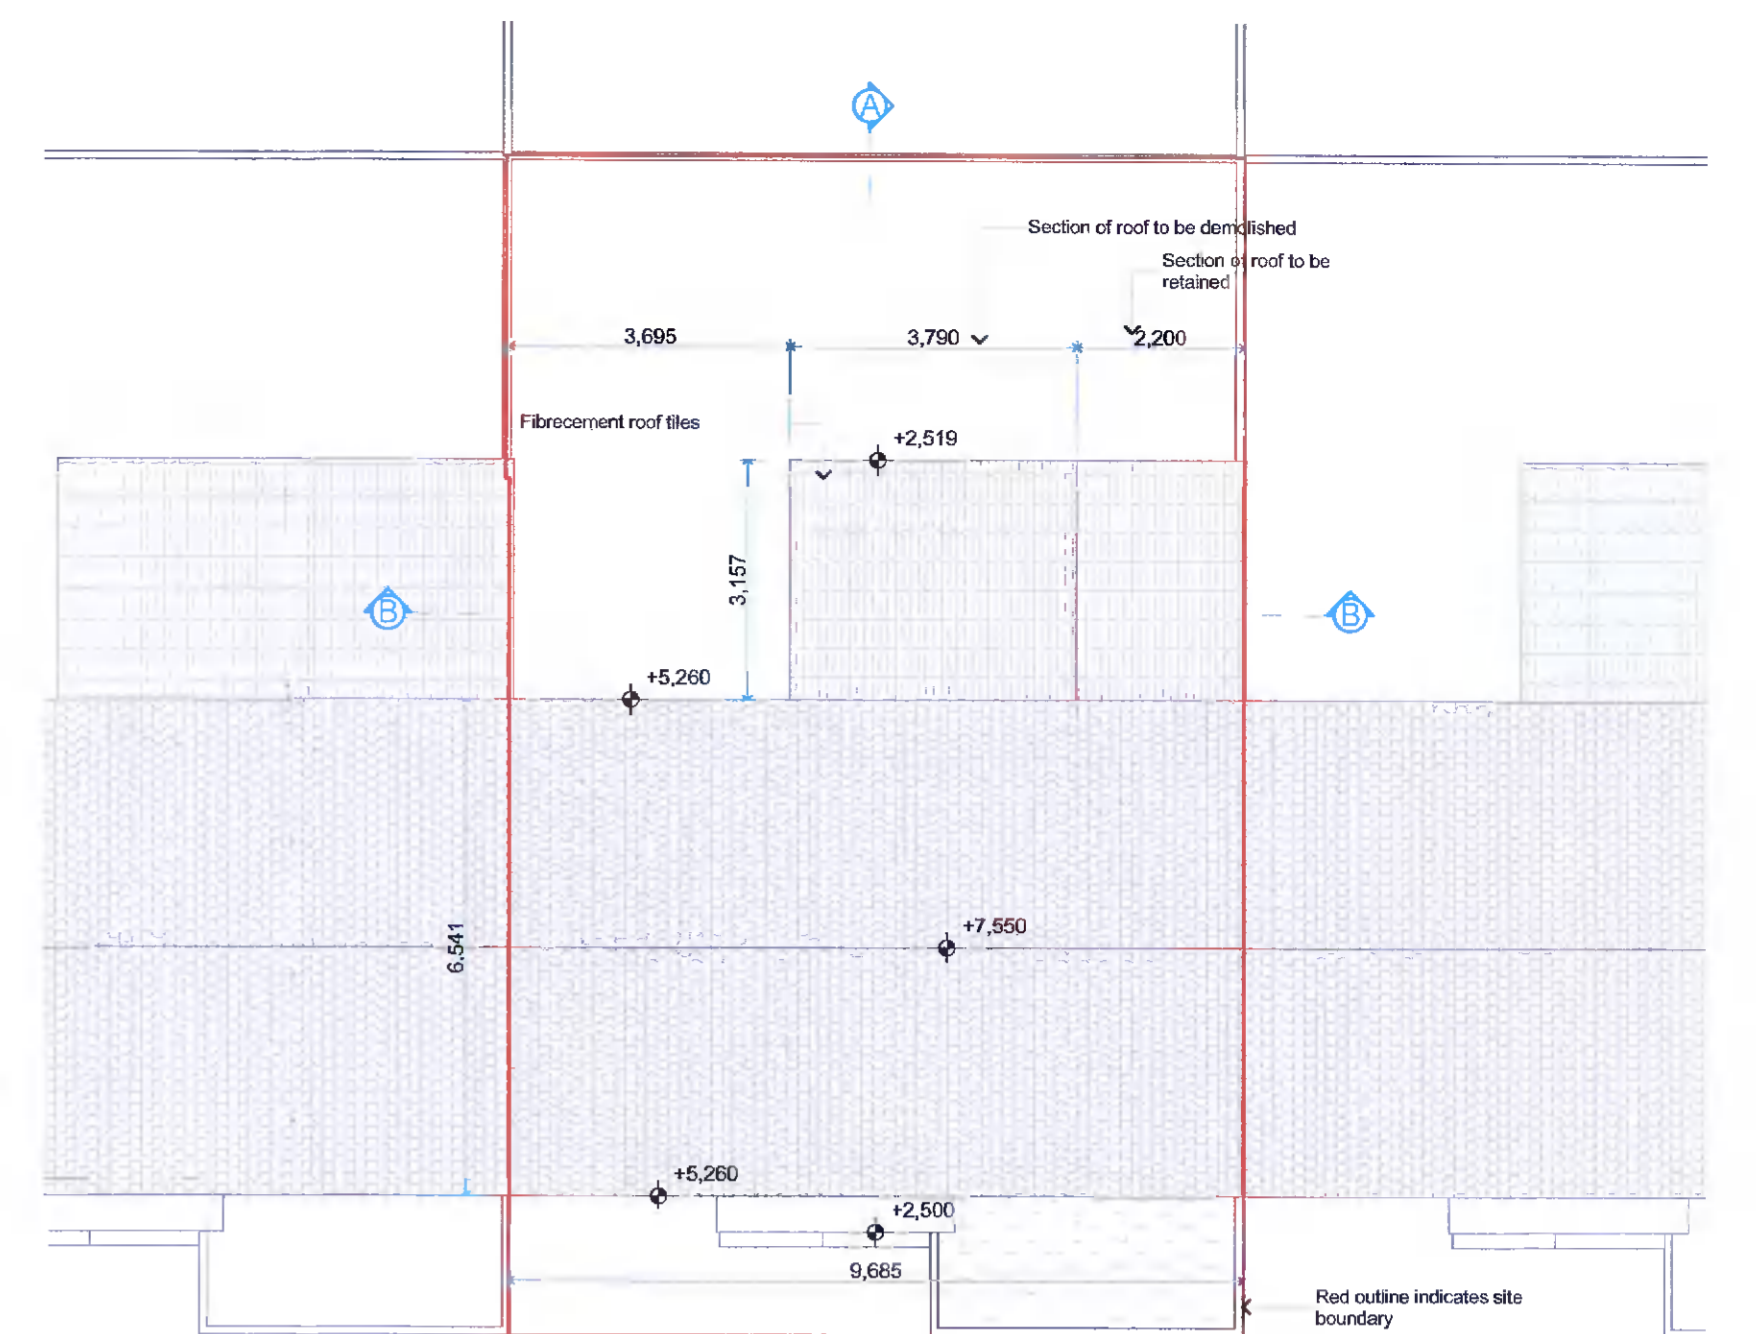 A
Section of roof to be demolished
Section of roof to be
retained
3,695
3,790
2,200
Fibrecement roof tiles
+2,519
3,157
B
B
+5,260
+7,550
6,541
+5,260
+2,500
9,685
Red outline indicates site
boundary